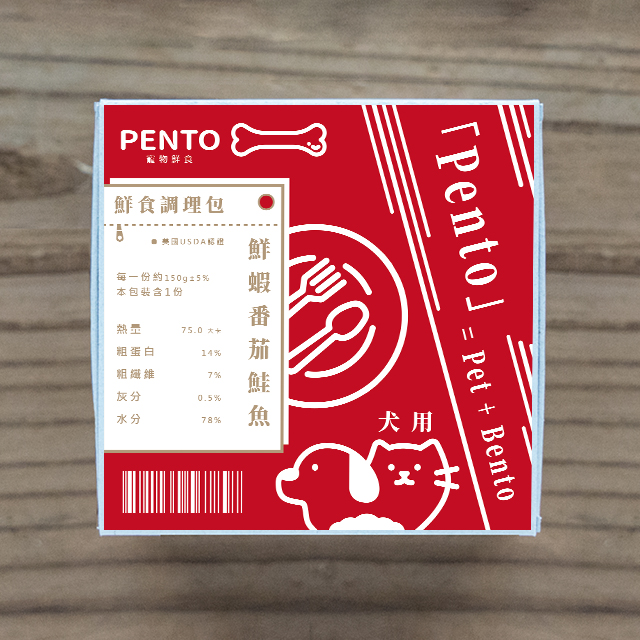 PENTO
寵物鮮食
鮮食調理包
美國USDA認證
每一份約150g±5%
本包裝含1份
熱量 75.0 大卡
粗蛋白 14%
粗纖維 7%
灰分 0.5%
水分 78%
鮮蝦番茄鮭魚
犬用
「Pento」= Pet + Bento